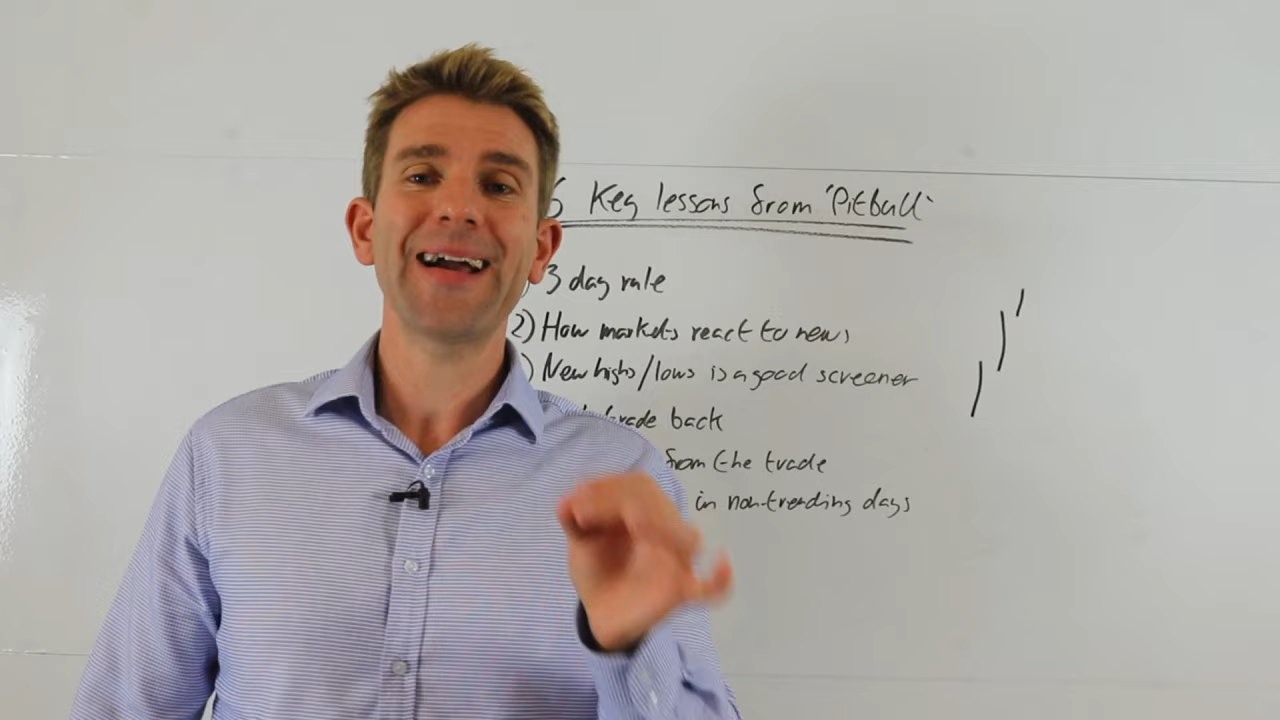 6 Key lessons from 'Pitbull'
3 day rule
2) How markets react to news
) New highs/lows is a good screener
back
from the trade
in non-trending days